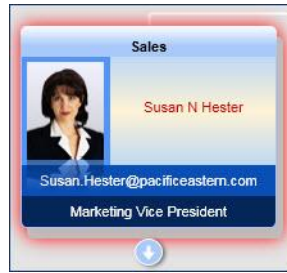 Sales
Susan N Hester
Susan.Hester@pacificeastern.com
Marketing Vice President